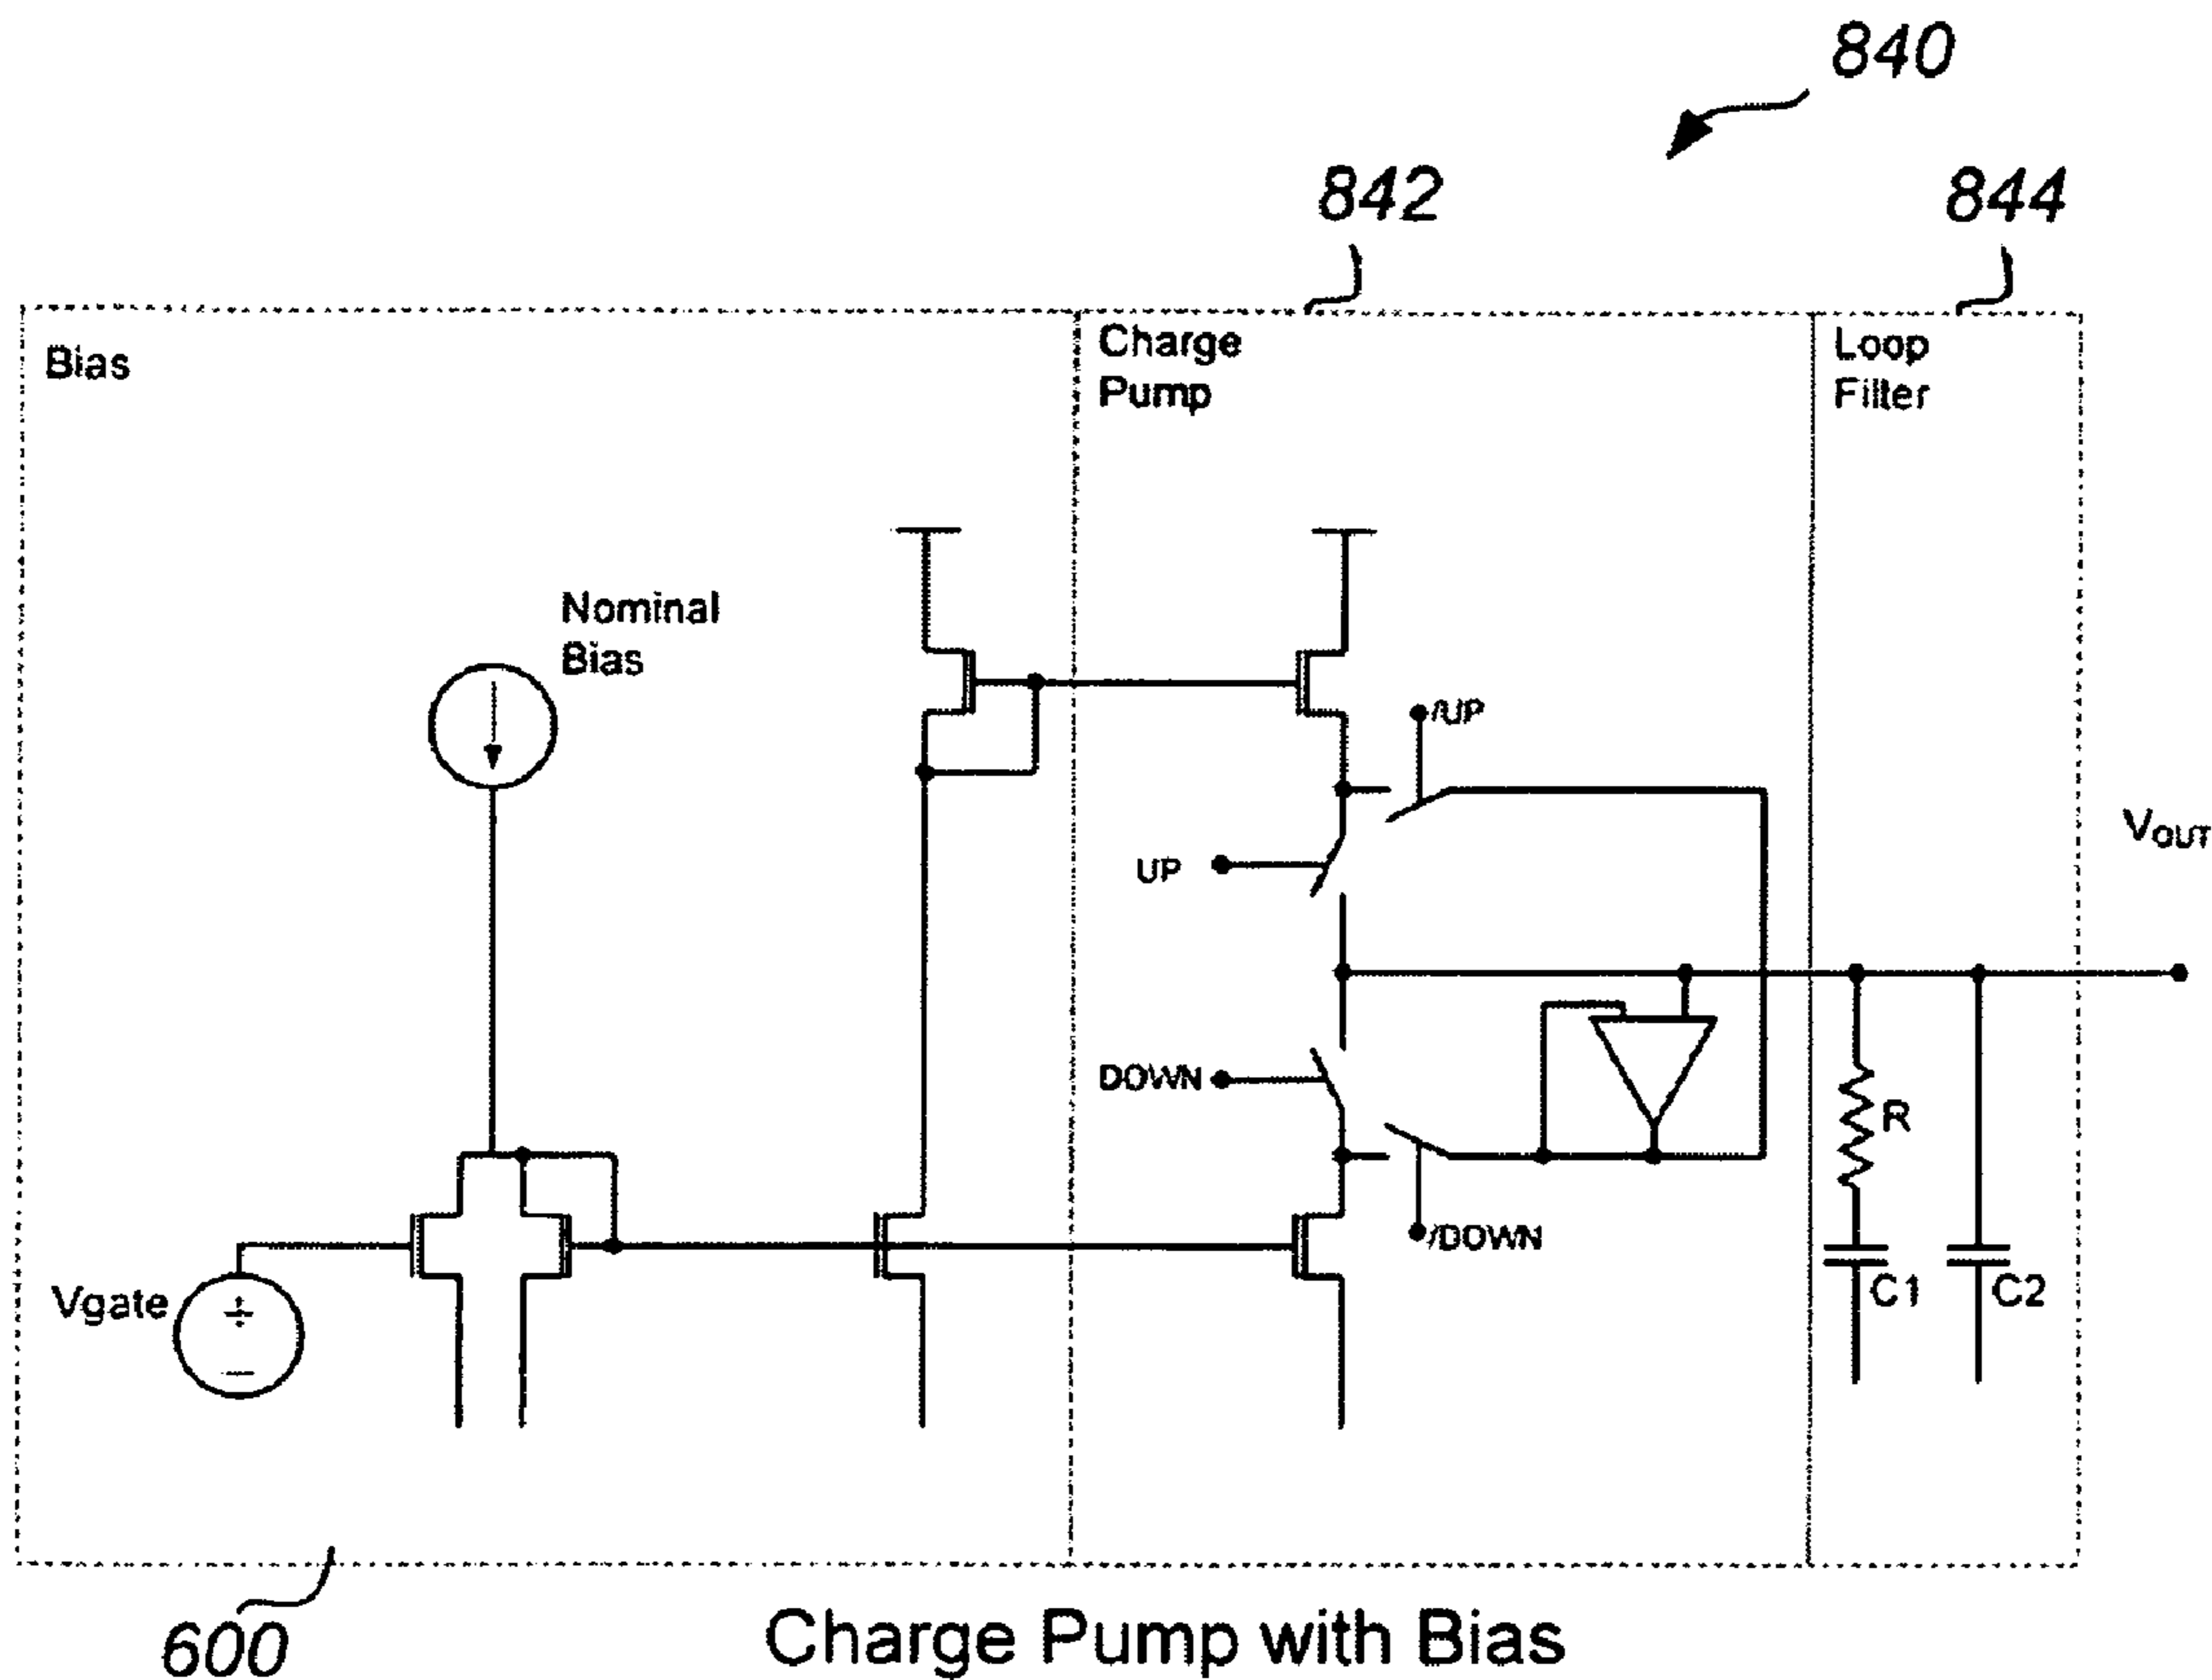 840
842
844
Bias
Charge
Pump
Loop
Filter
Nominal
Bias
/UP
UP
V_OUT
DOWN
R
/DOWN
Vgate
+
−
C1
C2
600
Charge Pump with Bias